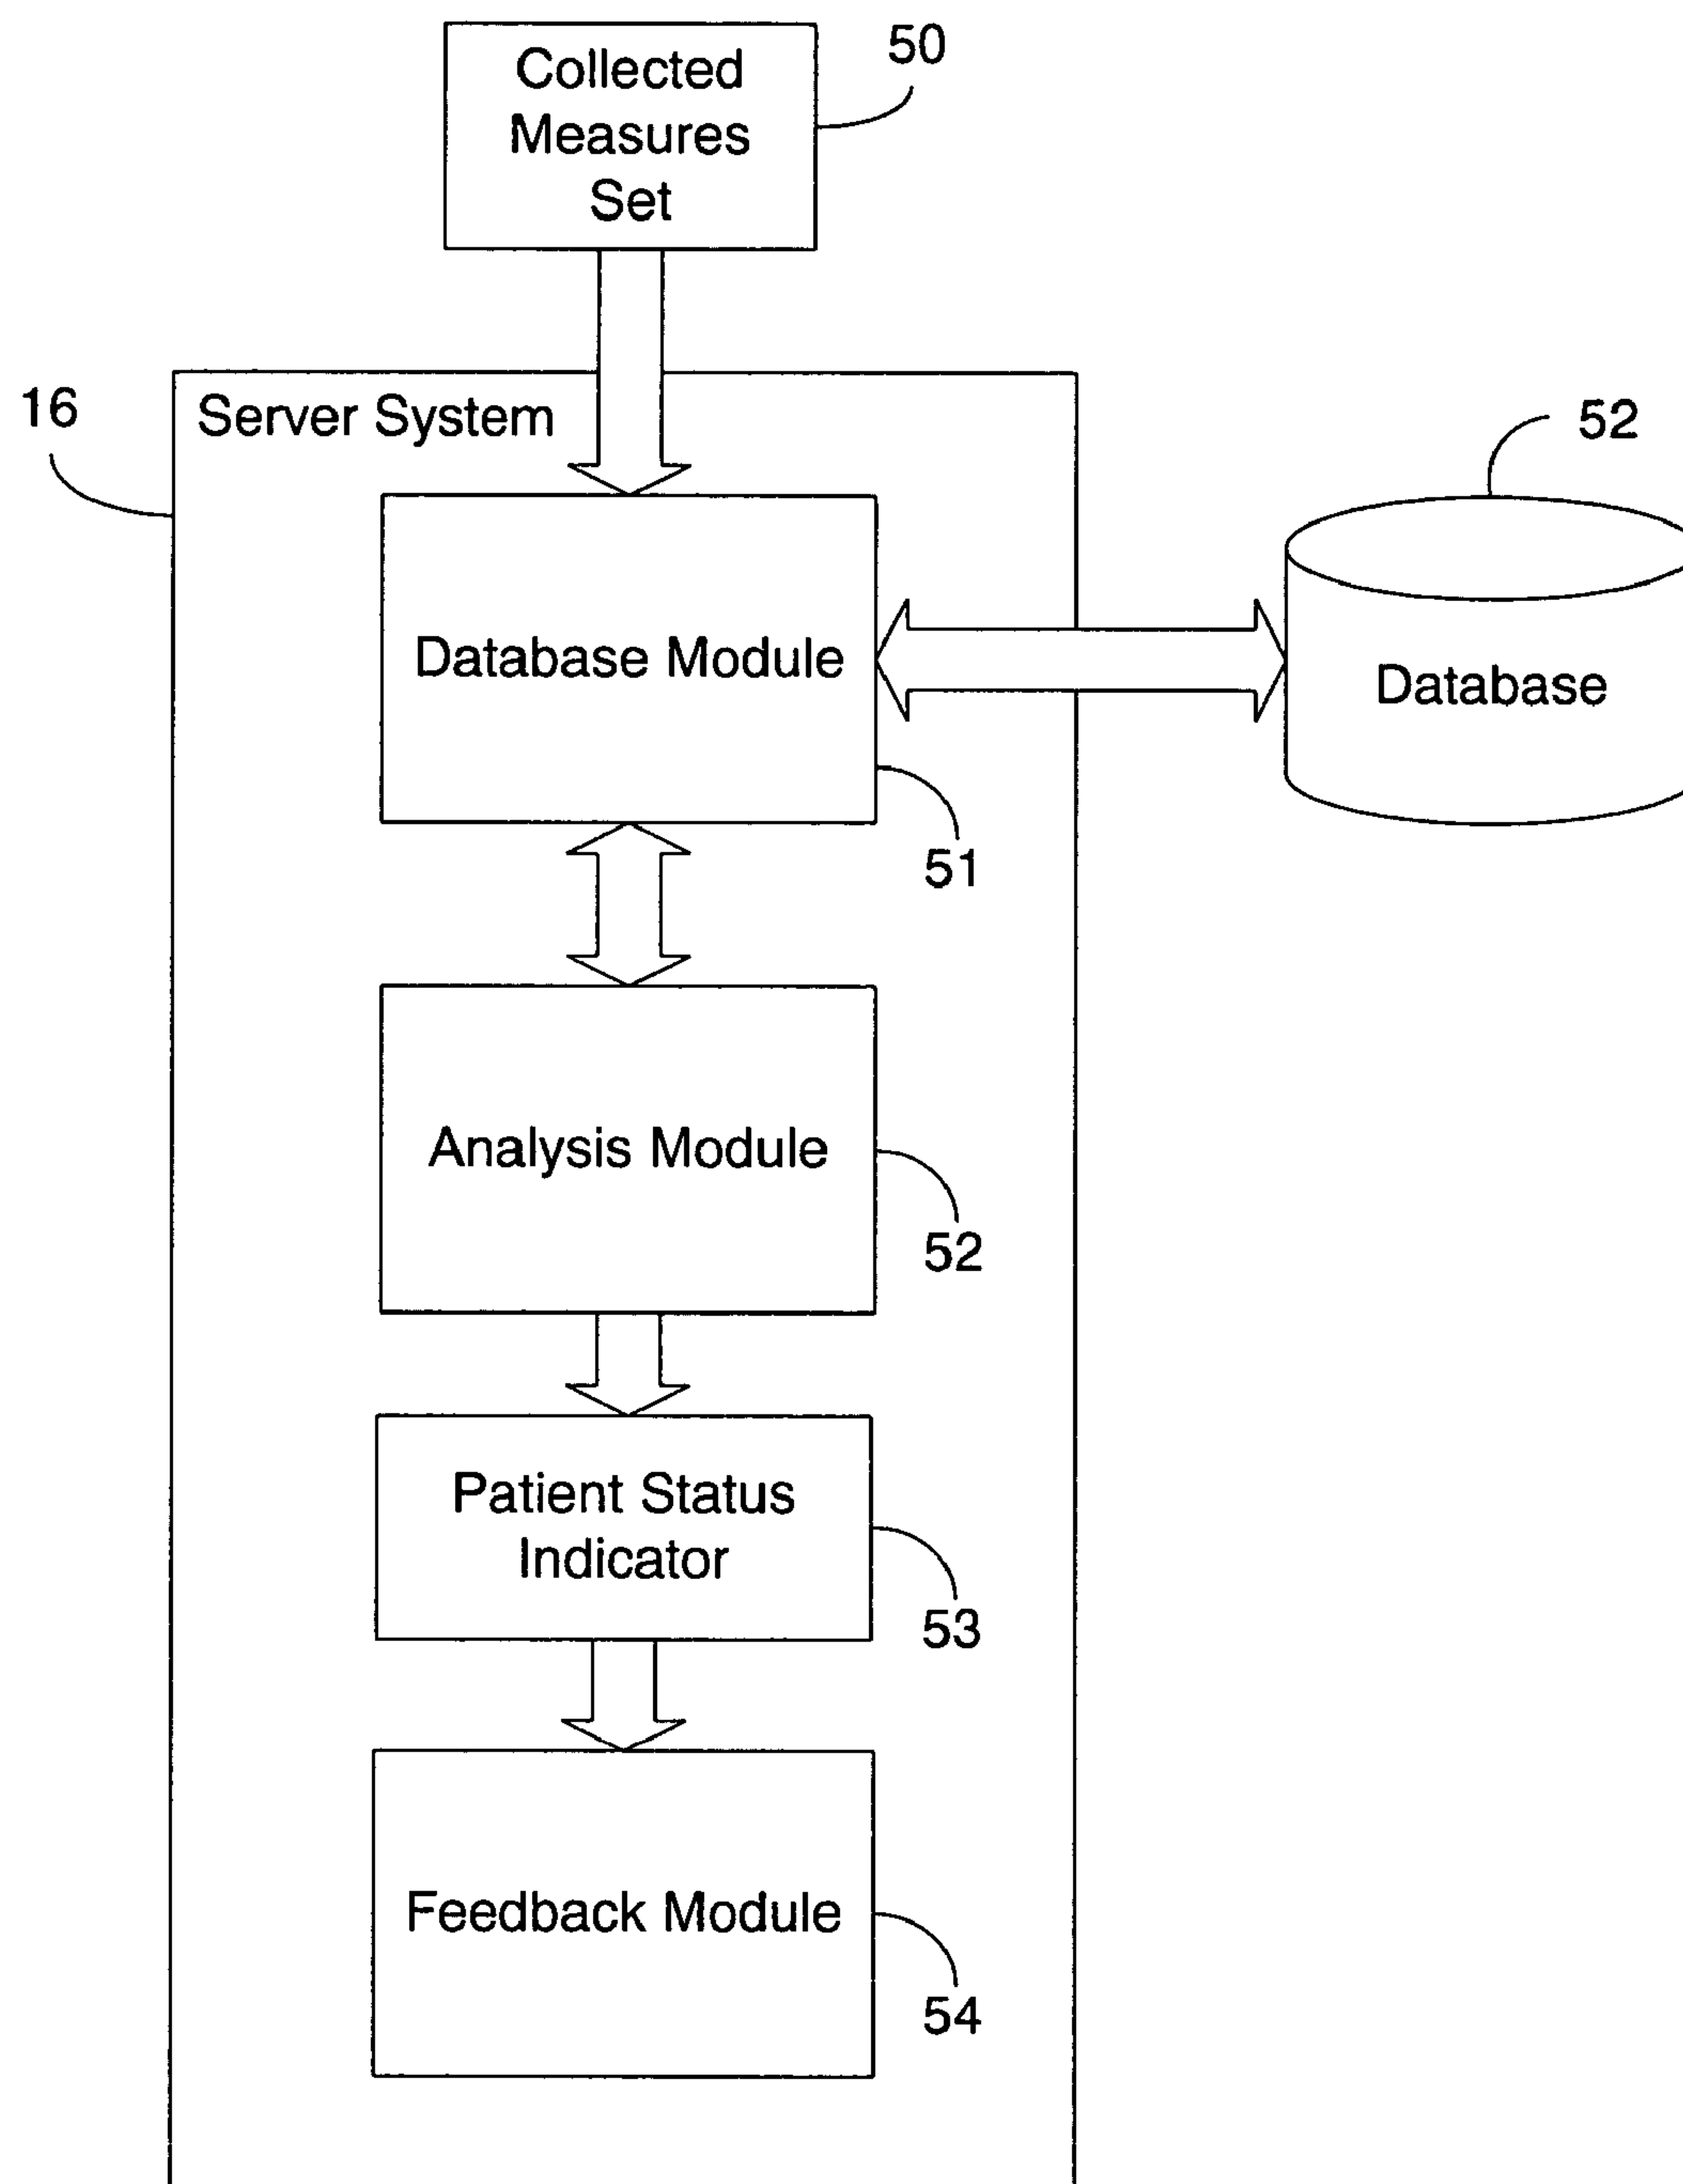 Collected
Measures
Set
50
16
Server System
52
Database Module
Database
51
Analysis Module
52
Patient Status
Indicator
53
Feedback Module
54